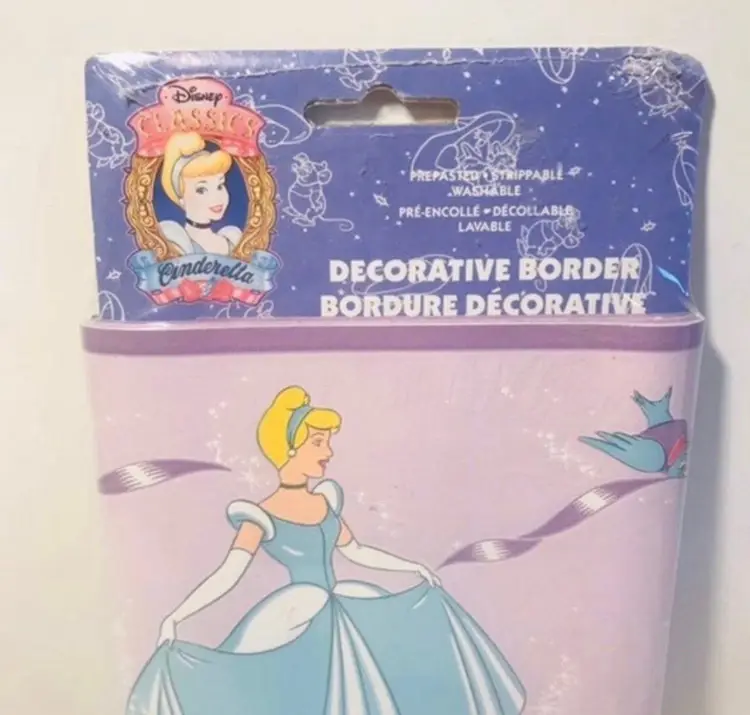 Disney
CLASSICS
Cinderella
PREPASTED • STRIPPABLE
WASHABLE
PRÉ-ENCOLLÉ • DÉCOLLABLE
LAVABLE
DECORATIVE BORDER
BORDURE DÉCORATIVE